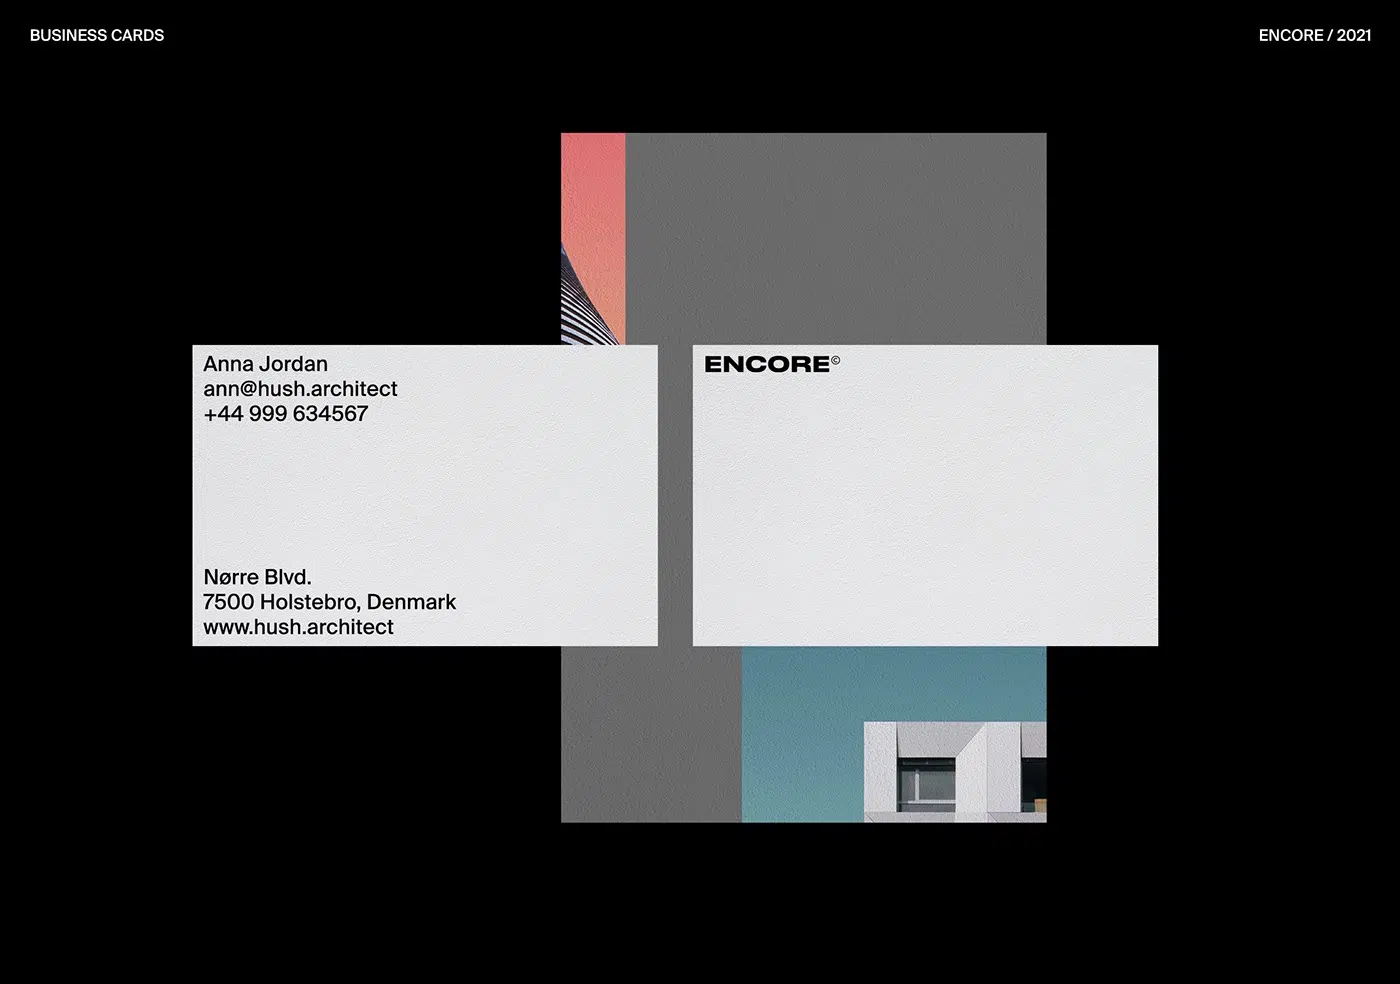 BUSINESS CARDS
ENCORE / 2021
Anna Jordan
ann@hush.architect
+44 999 634567
Nørre Blvd.
7500 Holstebro, Denmark
www.hush.architect
ENCORE©